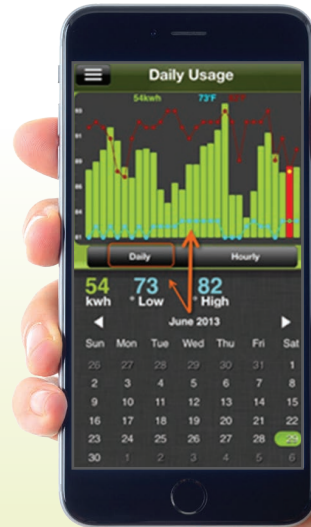 Daily Usage
54kwh 73°F
Daily Hourly
54 73 82
kwh ° Low ° High
June 2013
Sun Mon Tue Wed Thu Fri Sat
26 27 28 29 30 31 1
2 3 4 5 6 7 8
9 10 11 12 13 14 15
16 17 18 19 20 21 22
23 24 25 26 27 28 29
30 1 2 3 4 5 6